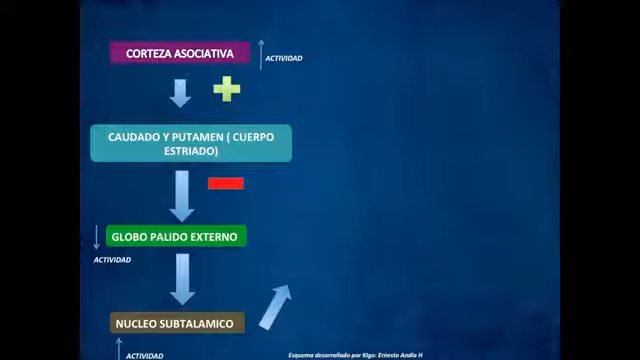 CORTEZA ASOCIATIVA
ACTIVIDAD
CAUDADO Y PUTAMEN ( CUERPO
ESTRIADO)
GLOBO PALIDO EXTERNO
ACTIVIDAD
NUCLEO SUBTALAMICO
ACTIVIDAD
Esquema desarrollado por Klgo: Ernesto Andía H